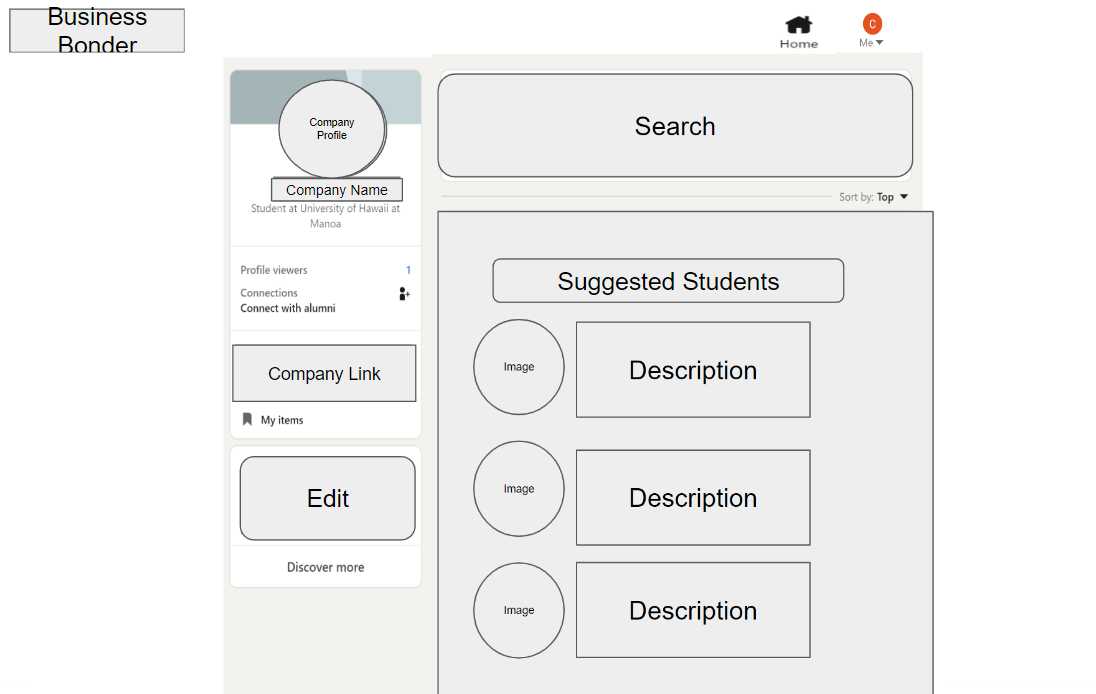 Business
Bonder
Home
C
Me
Company
Profile
Company Name
Student at University of Hawaii at
Manoa
Profile viewers 1
Connections
Connect with alumni
Company Link
My items
Edit
Discover more
Search
Sort by: Top
Suggested Students
Image
Description
Image
Description
Image
Description